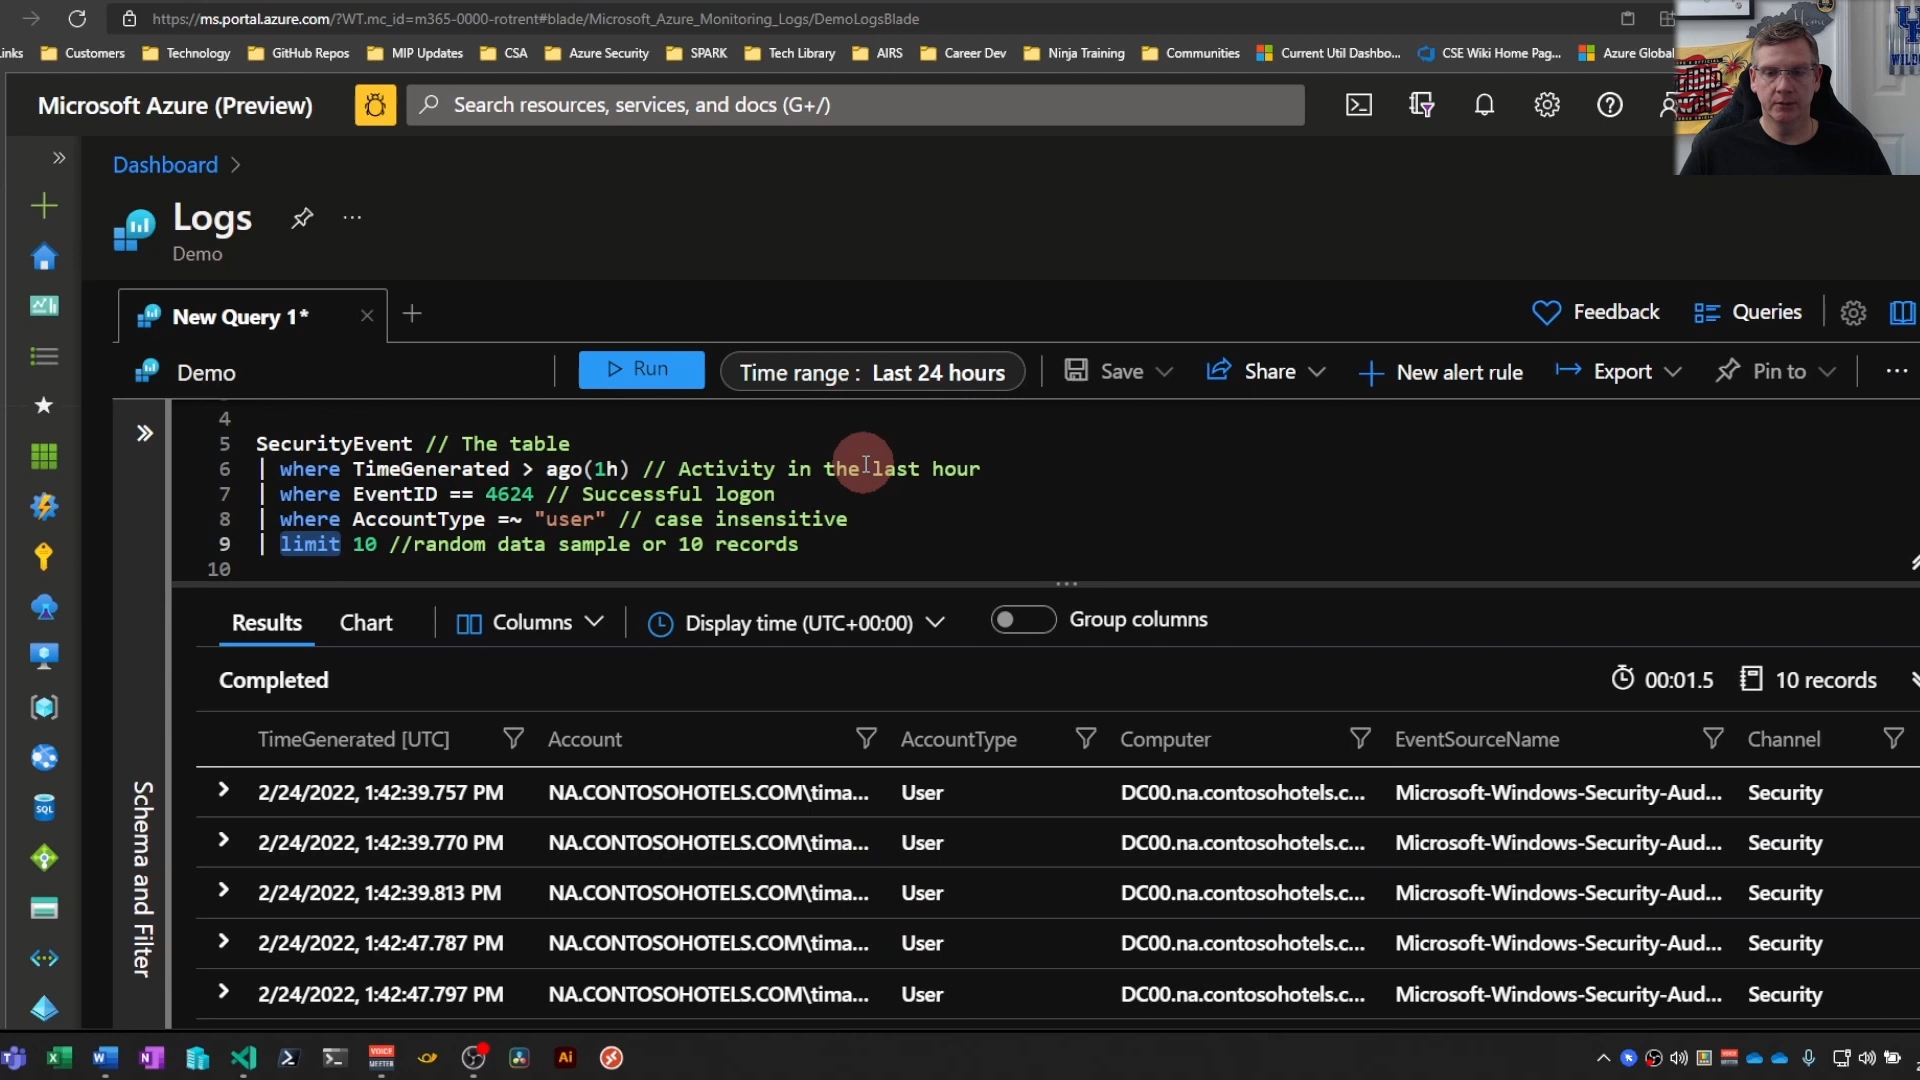 https://ms.portal.azure.com/?WT.mc_id=m365-0000-rotrent#blade/Microsoft_Azure_Monitoring_Logs/DemoLogsBlade
inks Customers Technology GitHub Repos MIP Updates CSA Azure Security SPARK Tech Library AIRS Career Dev Ninja Training Communities Current Util Dashbo... CSE Wiki Home Pag... Azure Global
Microsoft Azure (Preview)
Search resources, services, and docs (G+/)
Dashboard
Logs
Demo
New Query 1*
Feedback
Queries
Demo
Run
Time range : Last 24 hours
Save
Share
New alert rule
Export
Pin to
4
5 SecurityEvent // The table
6 | where TimeGenerated > ago(1h) // Activity in the last hour
7 | where EventID == 4624 // Successful logon
8 | where AccountType =~ "user" // case insensitive
9 | limit 10 //random data sample or 10 records
10
Schema and Filter
Results Chart Columns Display time (UTC+00:00) Group columns
Completed 00:01.5 10 records
TimeGenerated [UTC] Account AccountType Computer EventSourceName Channel
2/24/2022, 1:42:39.757 PM NA.CONTOSOHOTELS.COM\tima... User DC00.na.contosohotels.c... Microsoft-Windows-Security-Aud... Security
2/24/2022, 1:42:39.770 PM NA.CONTOSOHOTELS.COM\tima... User DC00.na.contosohotels.c... Microsoft-Windows-Security-Aud... Security
2/24/2022, 1:42:39.813 PM NA.CONTOSOHOTELS.COM\tima... User DC00.na.contosohotels.c... Microsoft-Windows-Security-Aud... Security
2/24/2022, 1:42:47.787 PM NA.CONTOSOHOTELS.COM\tima... User DC00.na.contosohotels.c... Microsoft-Windows-Security-Aud... Security
2/24/2022, 1:42:47.797 PM NA.CONTOSOHOTELS.COM\tima... User DC00.na.contosohotels.c... Microsoft-Windows-Security-Aud... Security